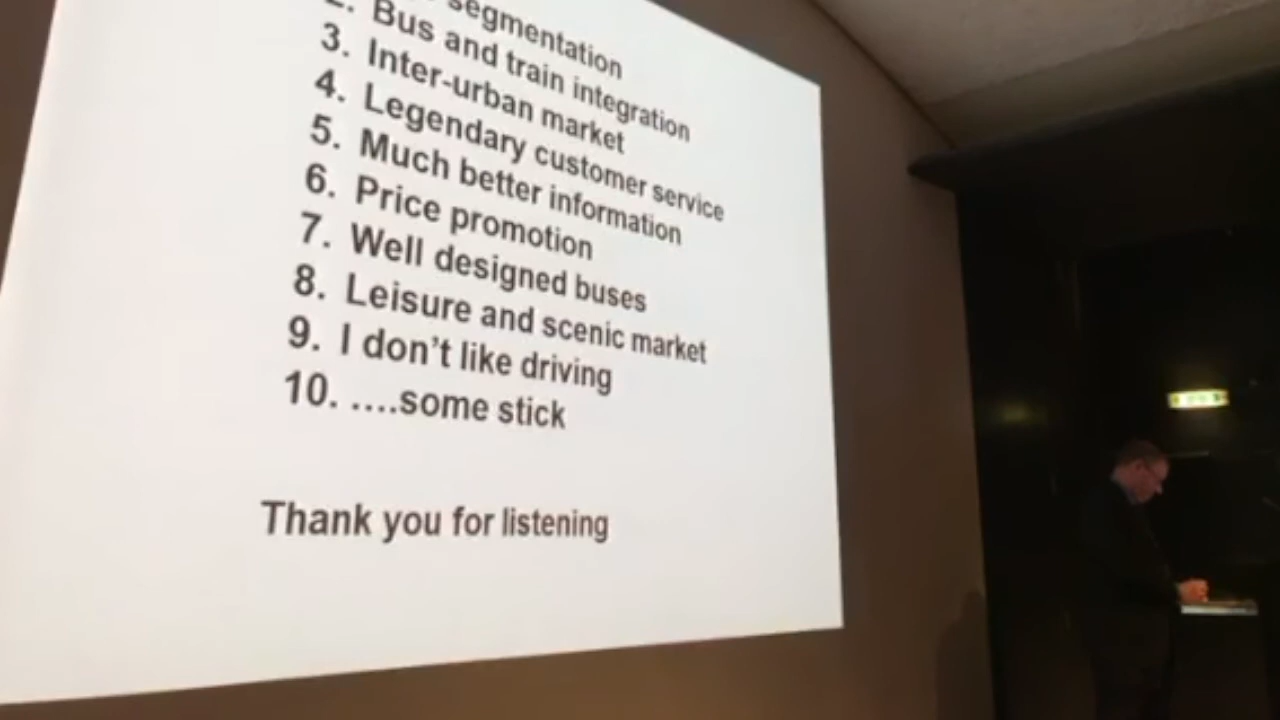 segmentation
2. Bus and train integration
3. Inter-urban market
4. Legendary customer service
5. Much better information
6. Price promotion
7. Well designed buses
8. Leisure and scenic market
9. I don't like driving
10. ....some stick
Thank you for listening